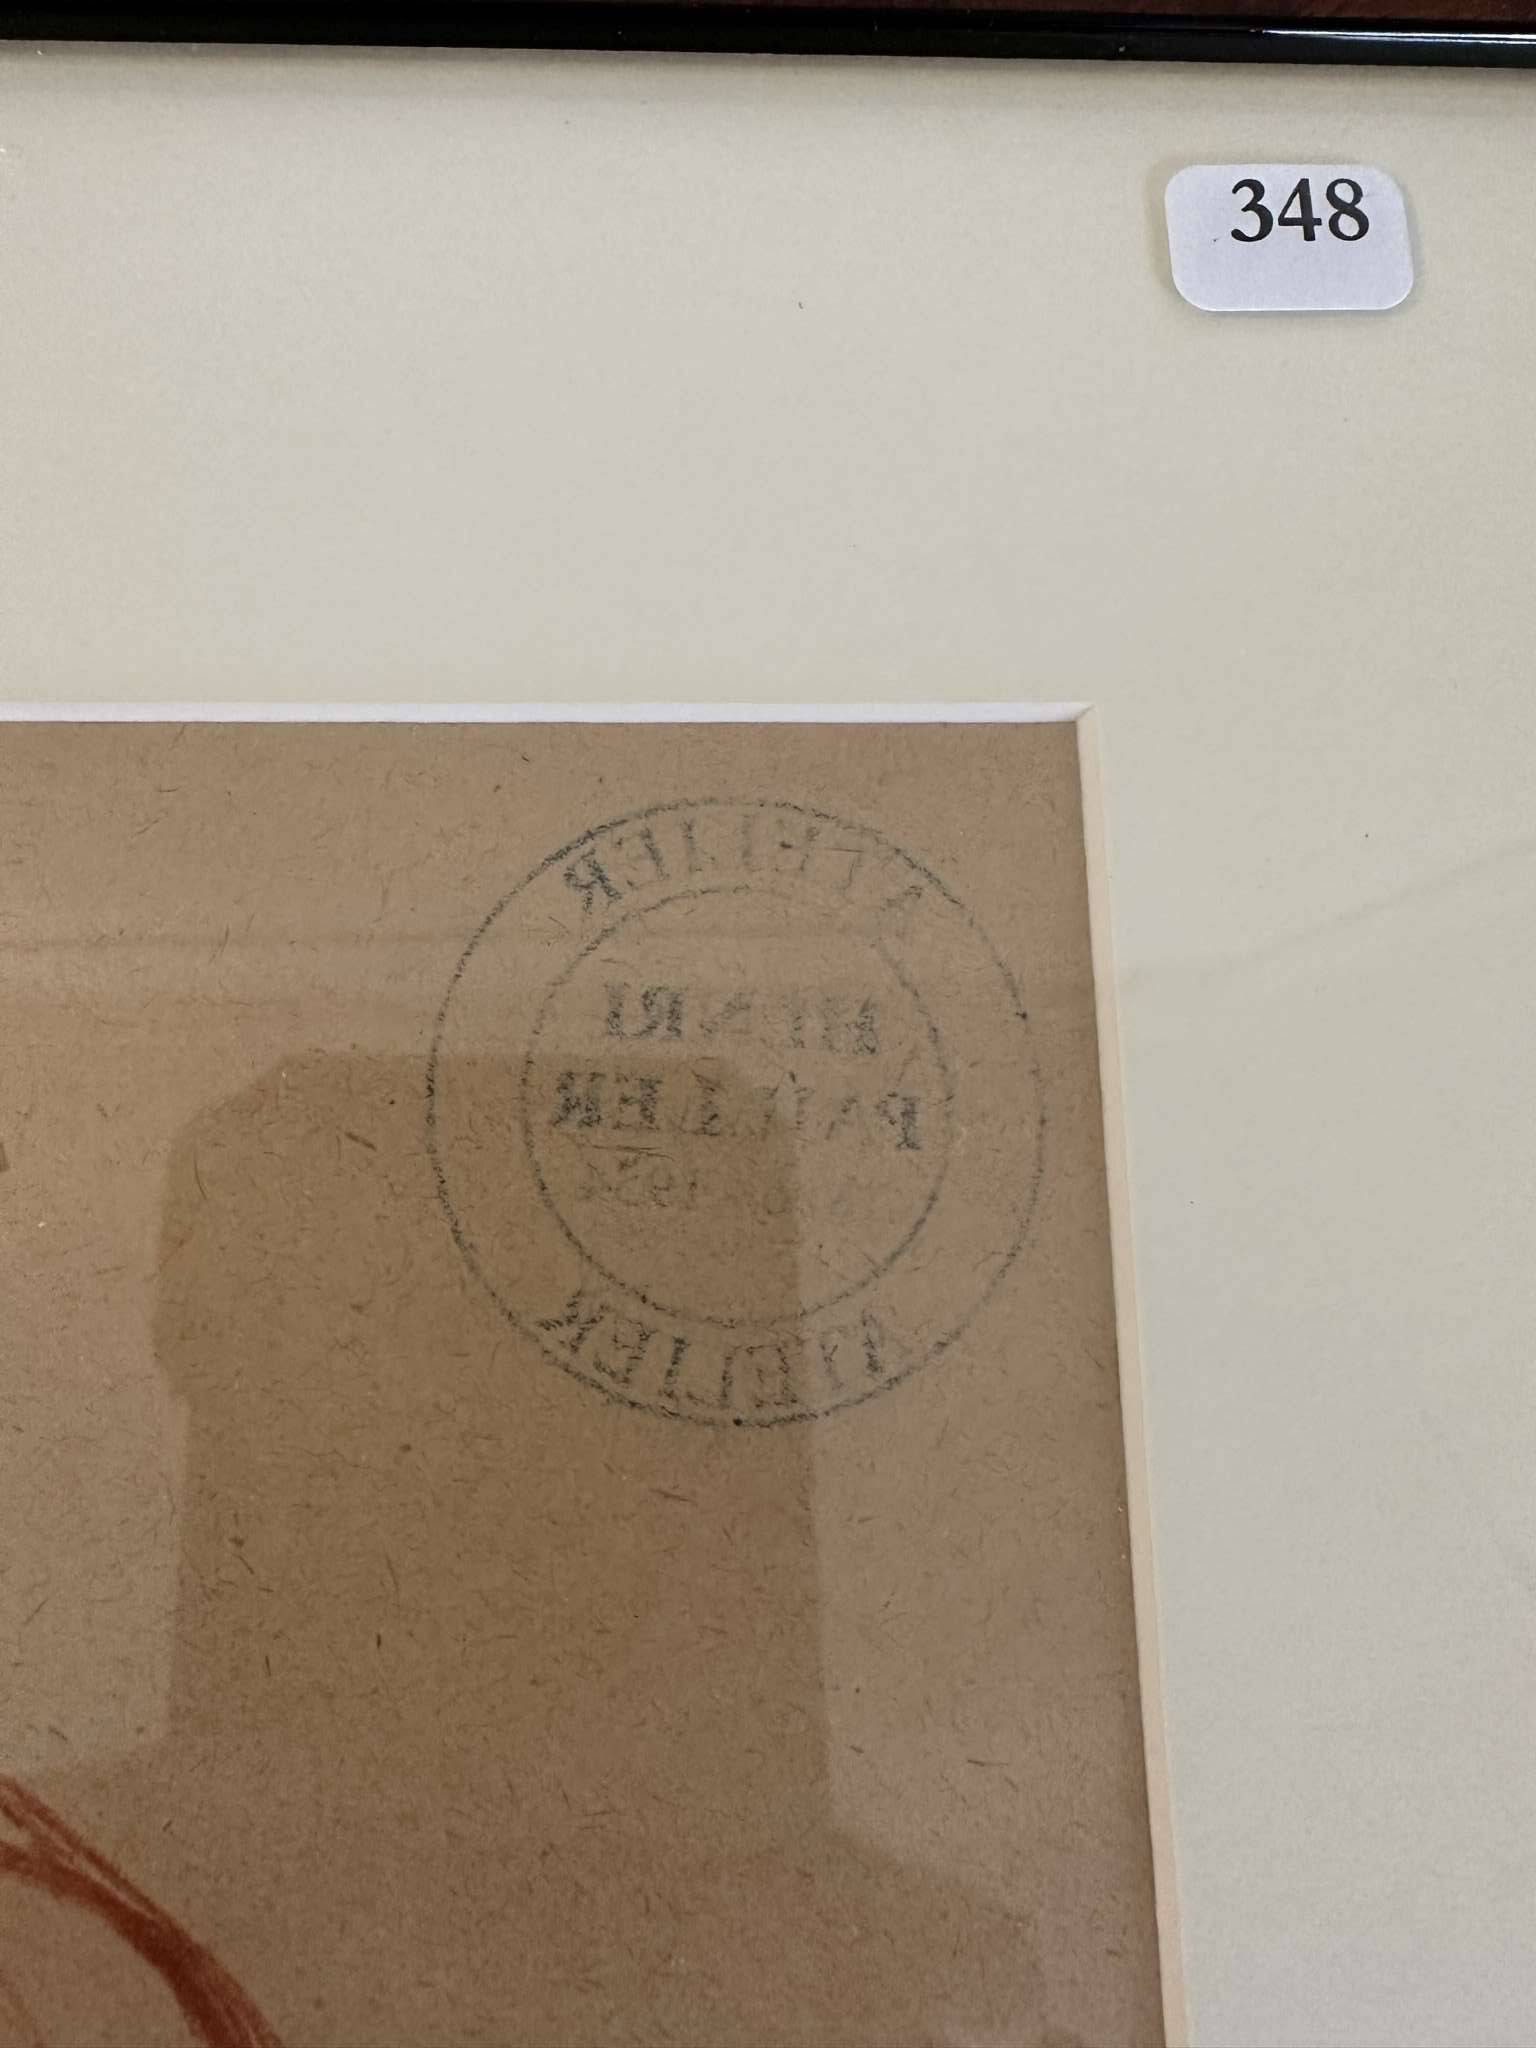 348
ATELIER
HENRI
PAILLER
ATELIER